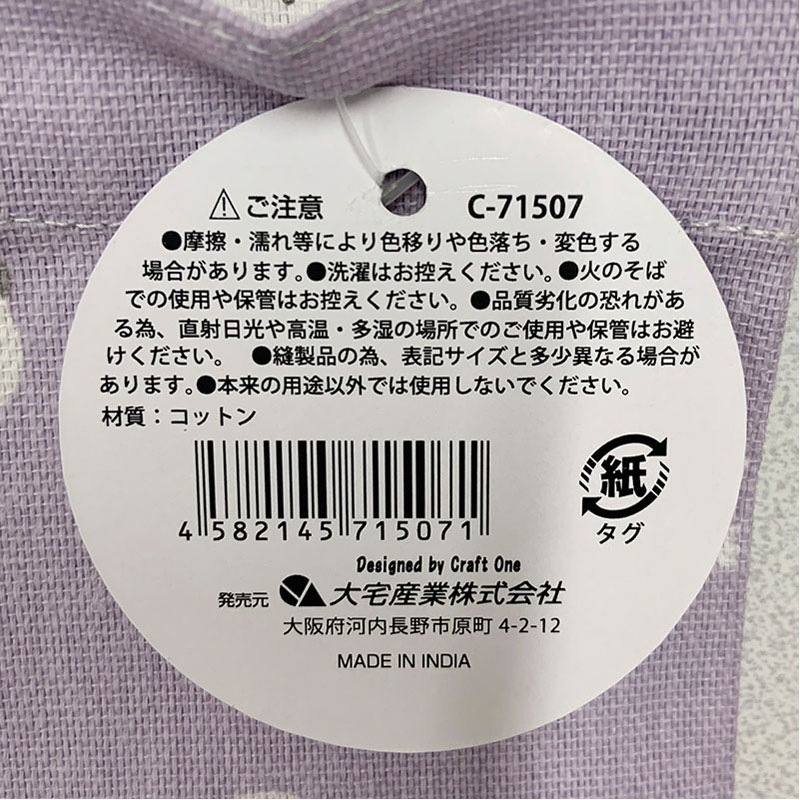 ⚠ご注意 C-71507
●摩擦・濡れ等により色移りや色落ち・変色する
場合があります。●洗濯はお控えください。●火のそば
での使用や保管はお控えください。●品質劣化の恐れがあ
る為、直射日光や高温・多湿の場所でのご使用や保管はお避
けください。 ●縫製品の為、表記サイズと多少異なる場合が
あります。●本来の用途以外では使用しないでください。
材質：コットン
紙
タグ
4 582145 715071
Designed by Craft One
発売元 大宅産業株式会社
大阪府河内長野市原町 4-2-12
MADE IN INDIA